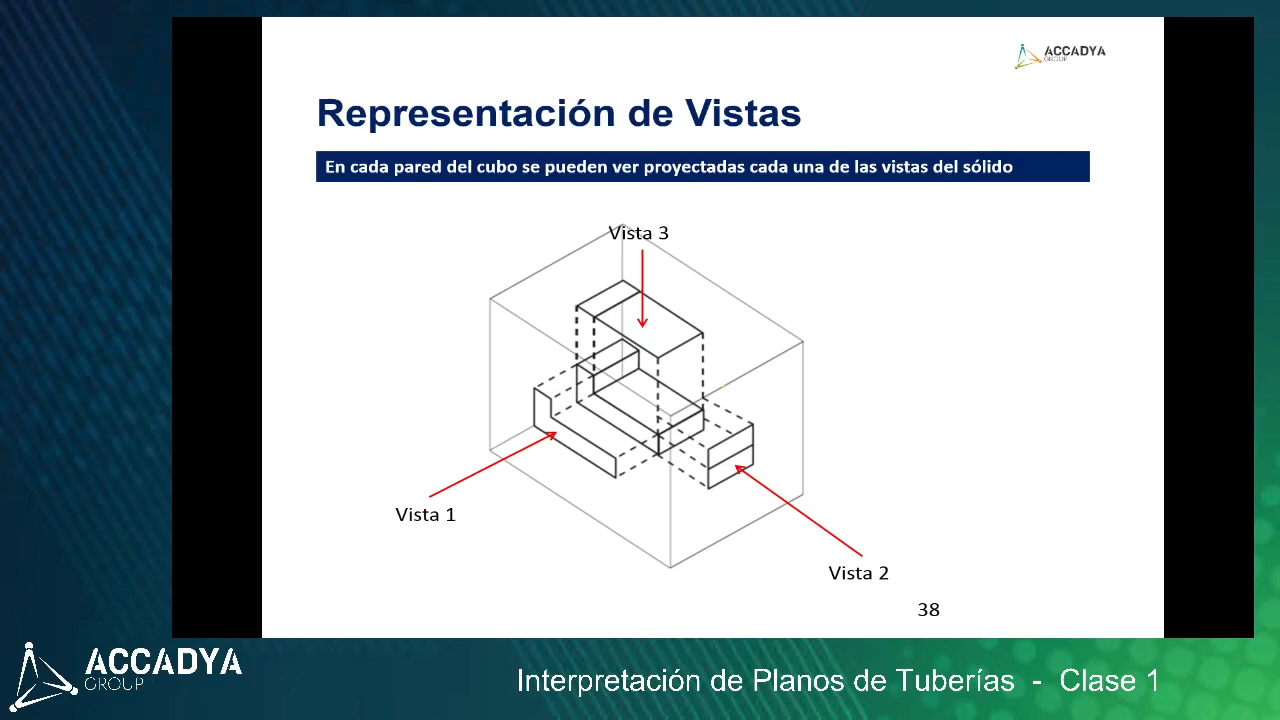 ACCADYA
GROUP
Representación de Vistas
En cada pared del cubo se pueden ver proyectadas cada una de las vistas del sólido
Vista 3
Vista 1
Vista 2
38
ACCADYA
GROUP
Interpretación de Planos de Tuberías - Clase 1